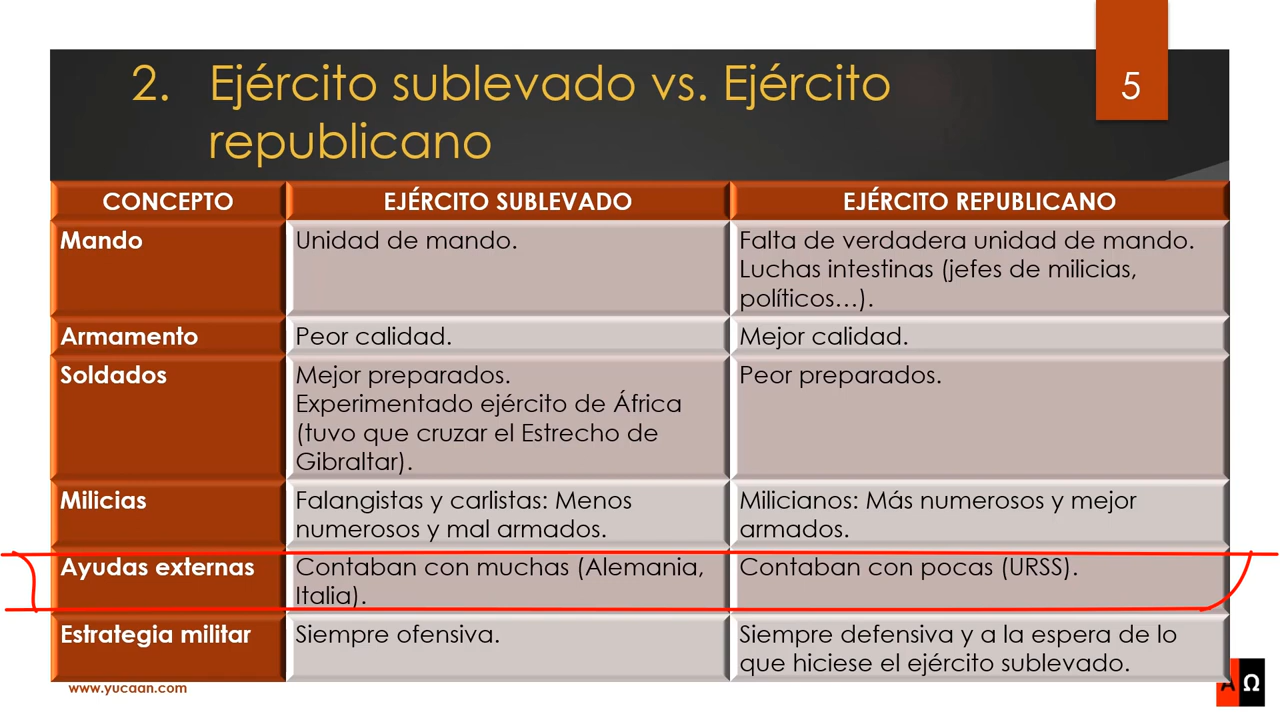 2. Ejército sublevado vs. Ejército
republicano
5
CONCEPTO
EJÉRCITO SUBLEVADO
EJÉRCITO REPUBLICANO
Mando
Unidad de mando.
Falta de verdadera unidad de mando.
Luchas intestinas (jefes de milicias,
políticos…).
Armamento
Peor calidad.
Mejor calidad.
Soldados
Mejor preparados.
Experimentado ejército de África
(tuvo que cruzar el Estrecho de
Gibraltar).
Peor preparados.
Milicias
Falangistas y carlistas: Menos
numerosos y mal armados.
Milicianos: Más numerosos y mejor
armados.
Ayudas externas
Contaban con muchas (Alemania,
Italia).
Contaban con pocas (URSS).
Estrategia militar
Siempre ofensiva.
Siempre defensiva y a la espera de lo
que hiciese el ejército sublevado.
www.yucaan.com
ΑΩ